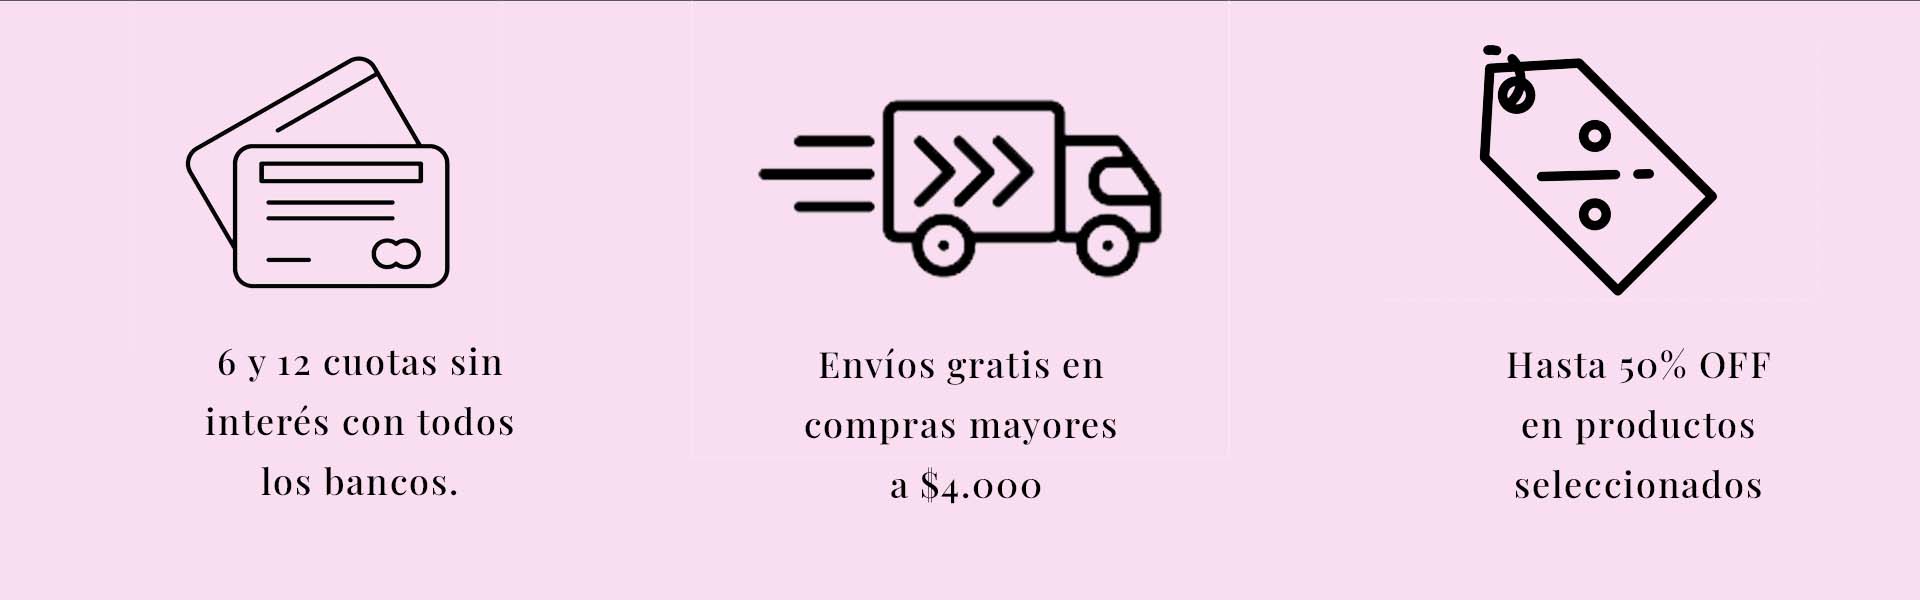 6 y 12 cuotas sin
interés con todos
los bancos.
Envíos gratis en
compras mayores
a $4.000
Hasta 50% OFF
en productos
seleccionados